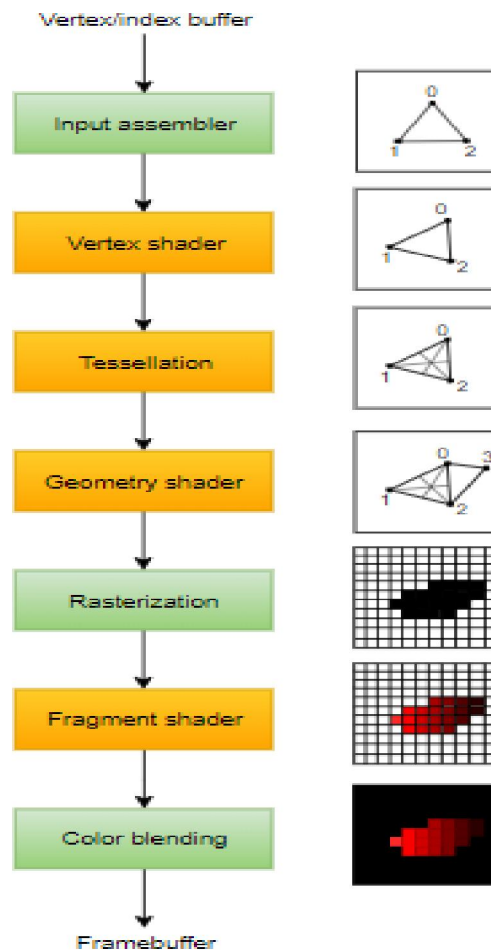 Vertex/index buffer
Input assembler
0
1
2
Vertex shader
0
1
2
Tessellation
0
1
2
Geometry shader
0
3
1
2
Rasterization
Fragment shader
Color blending
Framebuffer